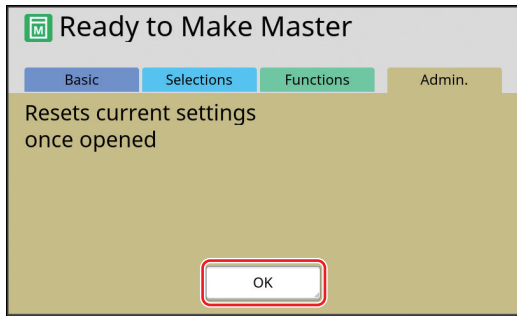 M Ready to Make Master
Basic Selections Functions Admin.
Resets current settings
once opened
OK